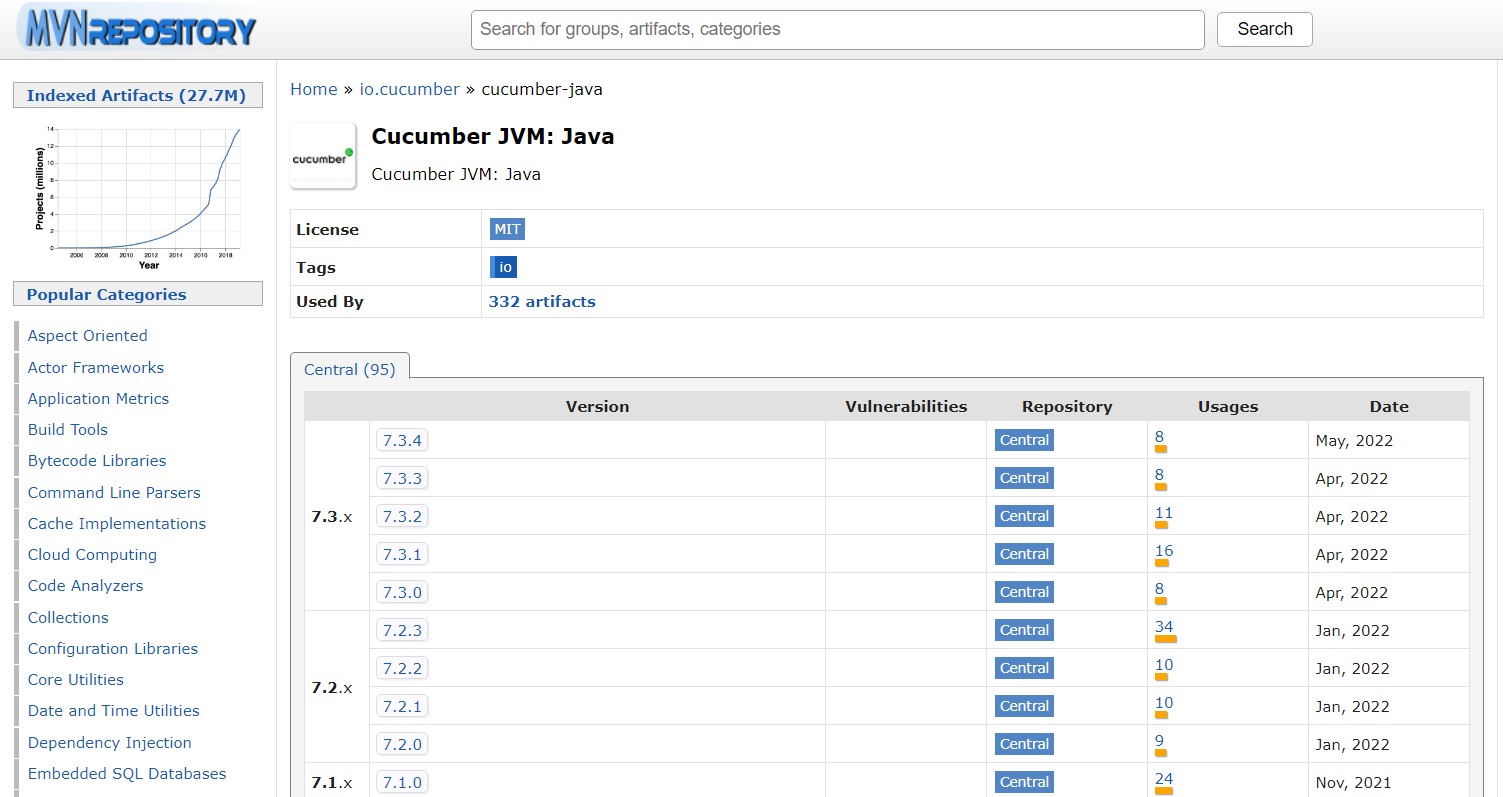 MVNREPOSITORY
Search for groups, artifacts, categories
Search
Indexed Artifacts (27.7M)
Projects (millions)
14
12
10
8
6
4
2
0
2006 2008 2010 2012 2014 2016 2018
Year
Popular Categories
Aspect Oriented
Actor Frameworks
Application Metrics
Build Tools
Bytecode Libraries
Command Line Parsers
Cache Implementations
Cloud Computing
Code Analyzers
Collections
Configuration Libraries
Core Utilities
Date and Time Utilities
Dependency Injection
Embedded SQL Databases
Home » io.cucumber » cucumber-java
cucumber
Cucumber JVM: Java
Cucumber JVM: Java
License MIT
Tags io
Used By 332 artifacts
Central (95)
Version Vulnerabilities Repository Usages Date
7.3.x
7.3.4 Central 8 May, 2022
7.3.3 Central 8 Apr, 2022
7.3.2 Central 11 Apr, 2022
7.3.1 Central 16 Apr, 2022
7.3.0 Central 8 Apr, 2022
7.2.x
7.2.3 Central 34 Jan, 2022
7.2.2 Central 10 Jan, 2022
7.2.1 Central 10 Jan, 2022
7.2.0 Central 9 Jan, 2022
7.1.x 7.1.0 Central 24 Nov, 2021